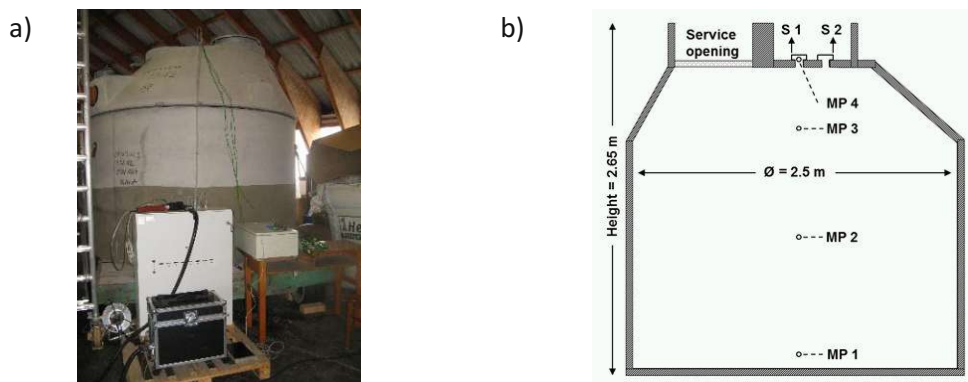 a)
b)
S 1
S 2
Service
opening
MP 4
MP 3
Height = 2.65 m
Ø = 2.5 m
MP 2
MP 1